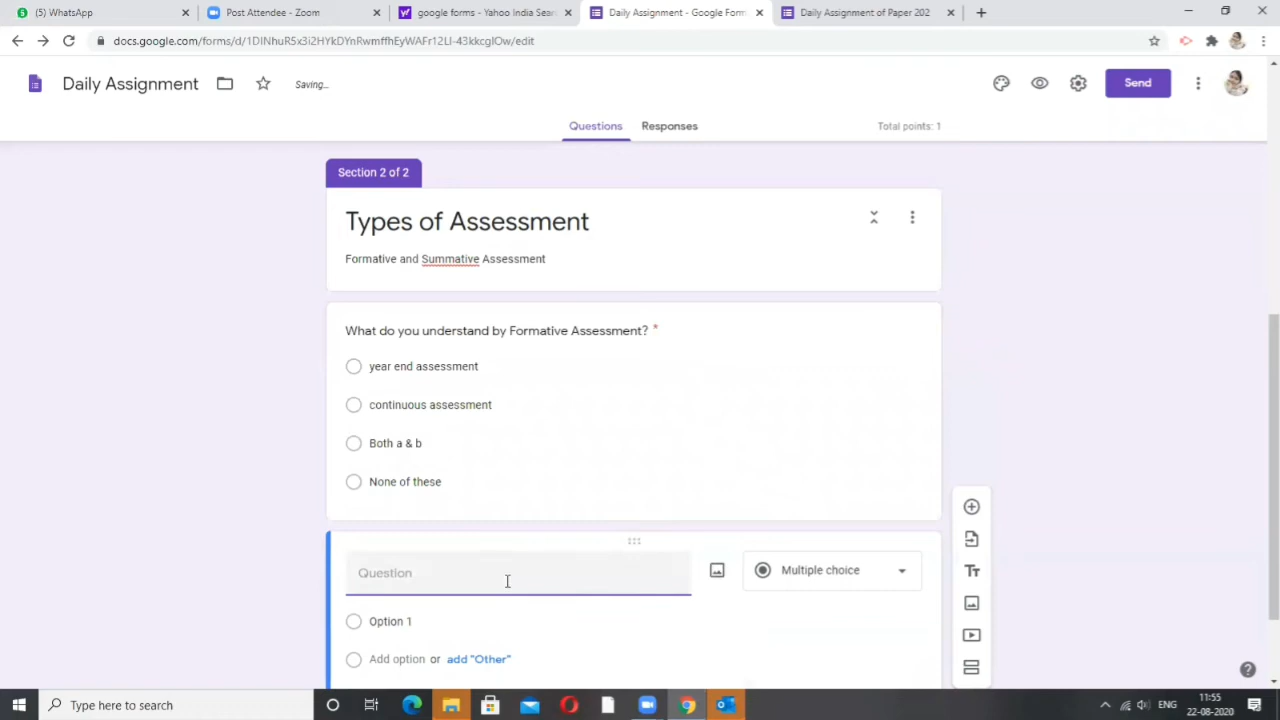 WhatsApp
Post Attendee - Zoom
google forms - Yahoo India Sear
Daily Assignment - Google Form
Daily Assignment of Paper 202
docs.google.com/forms/d/1DINhuR5x3i2HYkDYnRwmffhEyWAFr12LI-43kkcgIOw/edit
Daily Assignment
Saving...
Send
Questions
Responses
Total points: 1
Section 2 of 2
Types of Assessment
Formative and Summative Assessment
What do you understand by Formative Assessment? *
year end assessment
continuous assessment
Both a & b
None of these
Question
Multiple choice
Option 1
Add option or add "Other"
Type here to search
ENG
11:55
22-08-2020